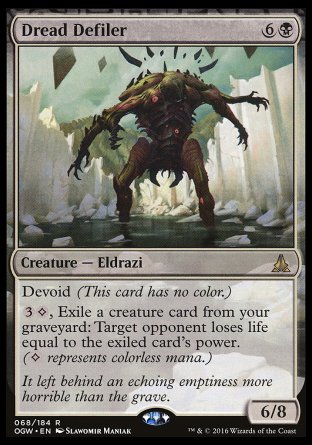 Dread Defiler 6
Creature — Eldrazi
Devoid (This card has no color.)
3◇, Exile a creature card from your
graveyard: Target opponent loses life
equal to the exiled card's power.
(◇ represents colorless mana.)
It left behind an echoing emptiness more
horrible than the grave.
6/8
068/184 R
OGW • EN Slawomir Maniak ™ & © 2016 Wizards of the Coast